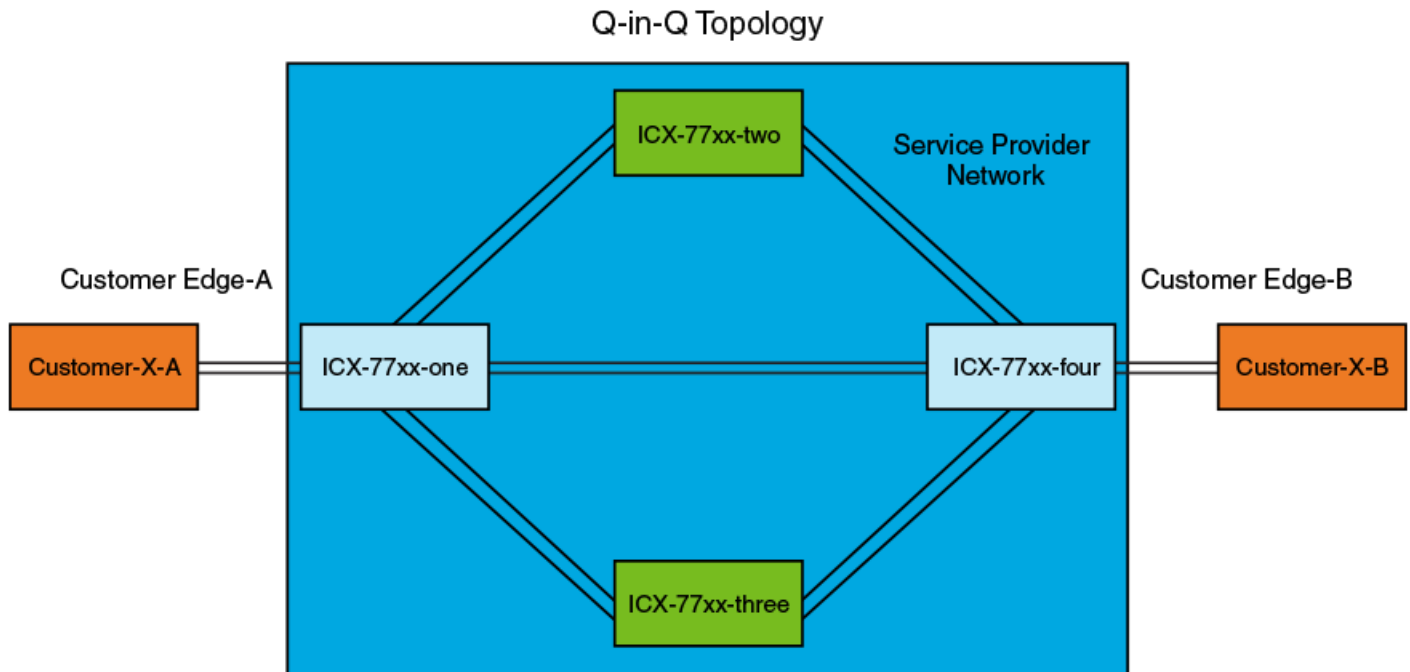 Q-in-Q Topology
ICX-77xx-two
Service Provider
Network
Customer Edge-A
Customer Edge-B
Customer-X-A
ICX-77xx-one
ICX-77xx-four
Customer-X-B
ICX-77xx-three